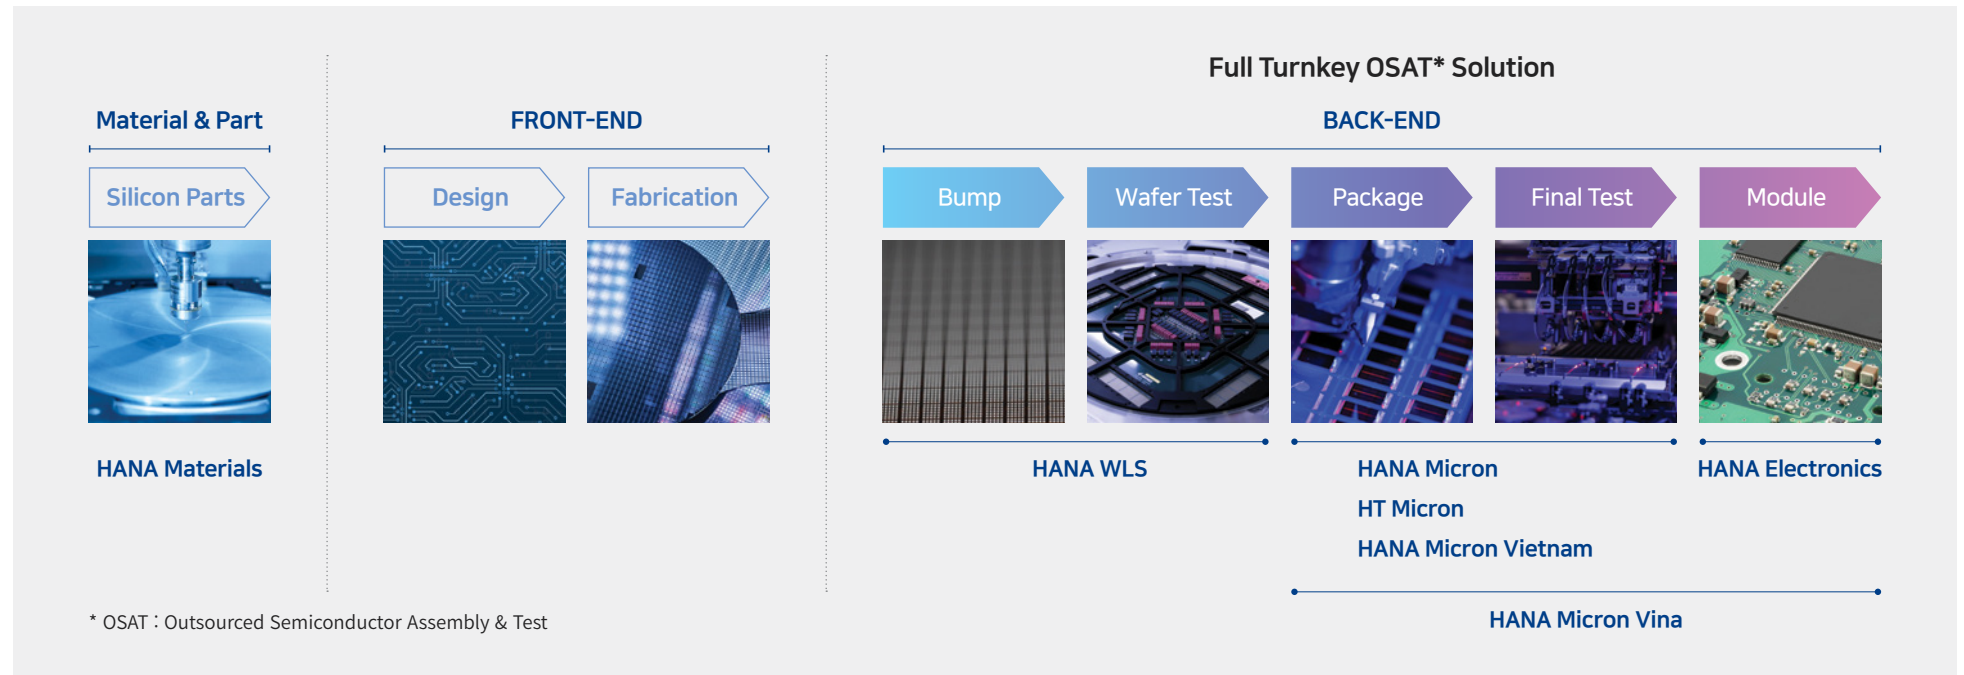 Full Turnkey OSAT* Solution
Material & Part
FRONT-END
BACK-END
Silicon Parts
Design
Fabrication
Bump
Wafer Test
Package
Final Test
Module
HANA Materials
HANA WLS
HANA Micron
HT Micron
HANA Micron Vietnam
HANA Electronics
HANA Micron Vina
* OSAT : Outsourced Semiconductor Assembly & Test